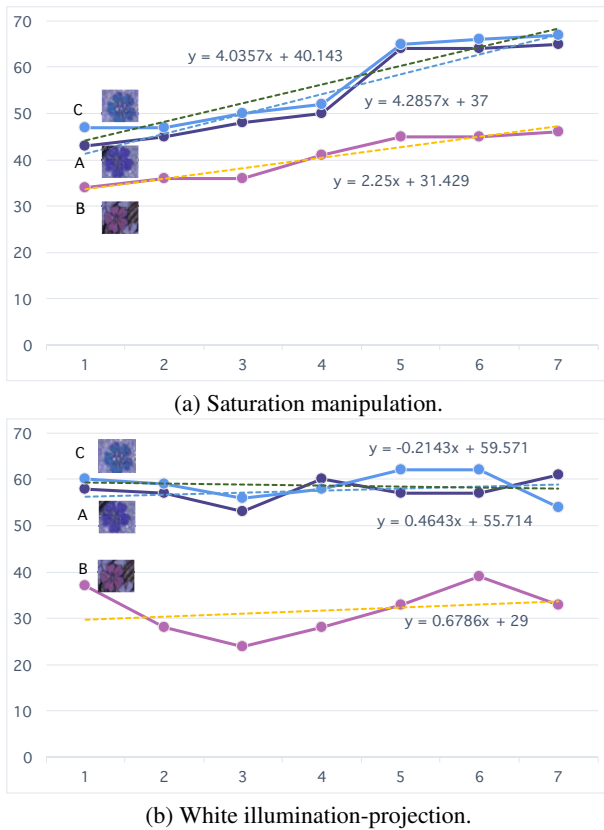 70
y = 4.0357x + 40.143
60
C
50
y = 4.2857x + 37
A
40
30
B
y = 2.25x + 31.429
20
10
0
1 2 3 4 5 6 7
(a) Saturation manipulation.
70
C
y = -0.2143x + 59.571
60
A
y = 0.4643x + 55.714
50
40
B
30
y = 0.6786x + 29
20
10
0
1 2 3 4 5 6 7
(b) White illumination-projection.